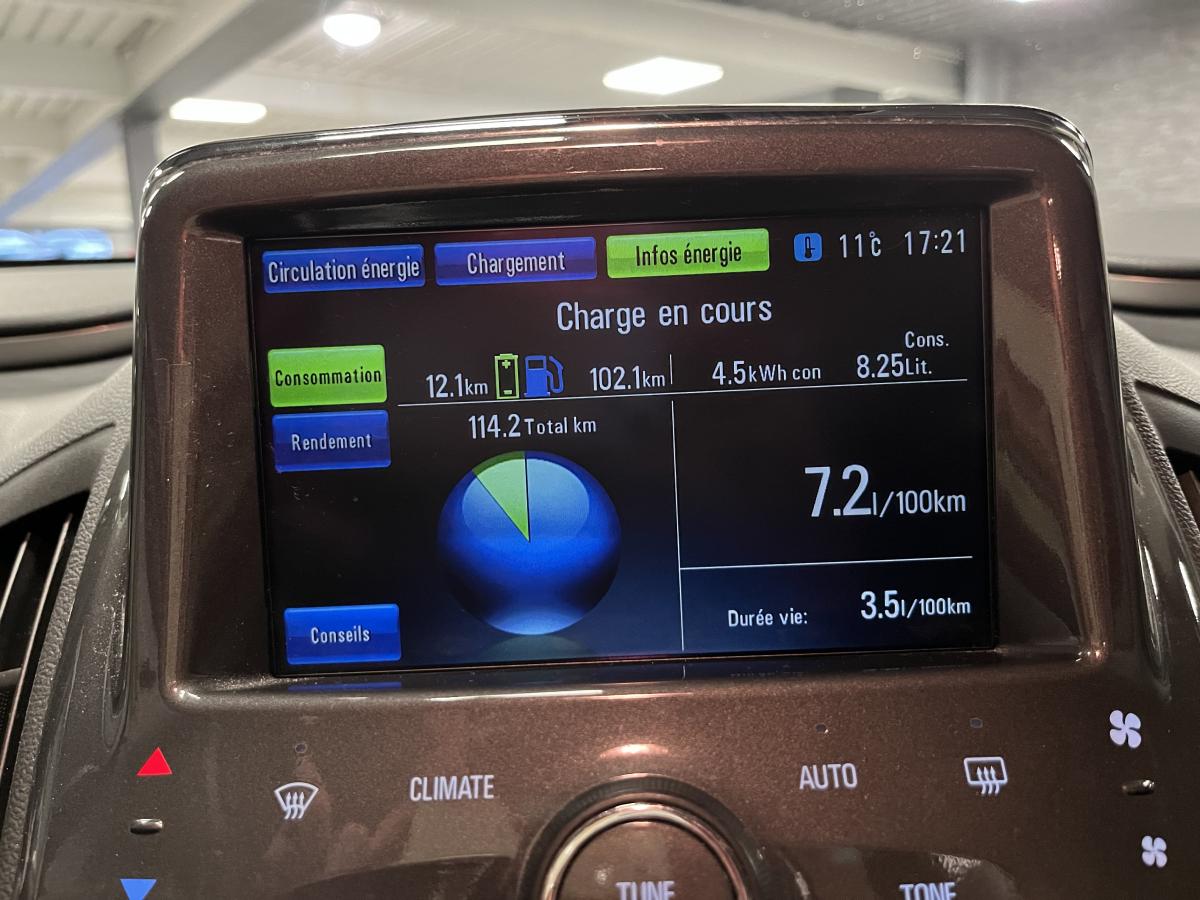 Circulation énergie Chargement Infos énergie 11°c 17:21
Charge en cours
Consommation
12.1km 102.1km 4.5kWh con Cons. 8.25Lit.
Rendement
114.2 Total km
7.2l/100km
Durée vie: 3.5l/100km
Conseils
CLIMATE AUTO
TUNE TONE